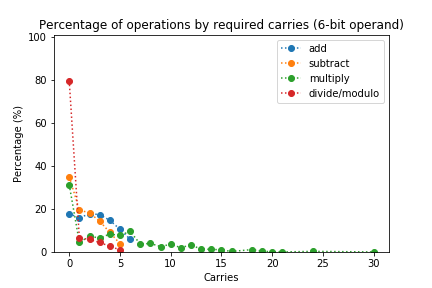 Percentage of operations by required carries (6-bit operand)
100
80
60
40
20
0
Percentage (%)
add
subtract
multiply
divide/modulo
0 5 10 15 20 25 30
Carries